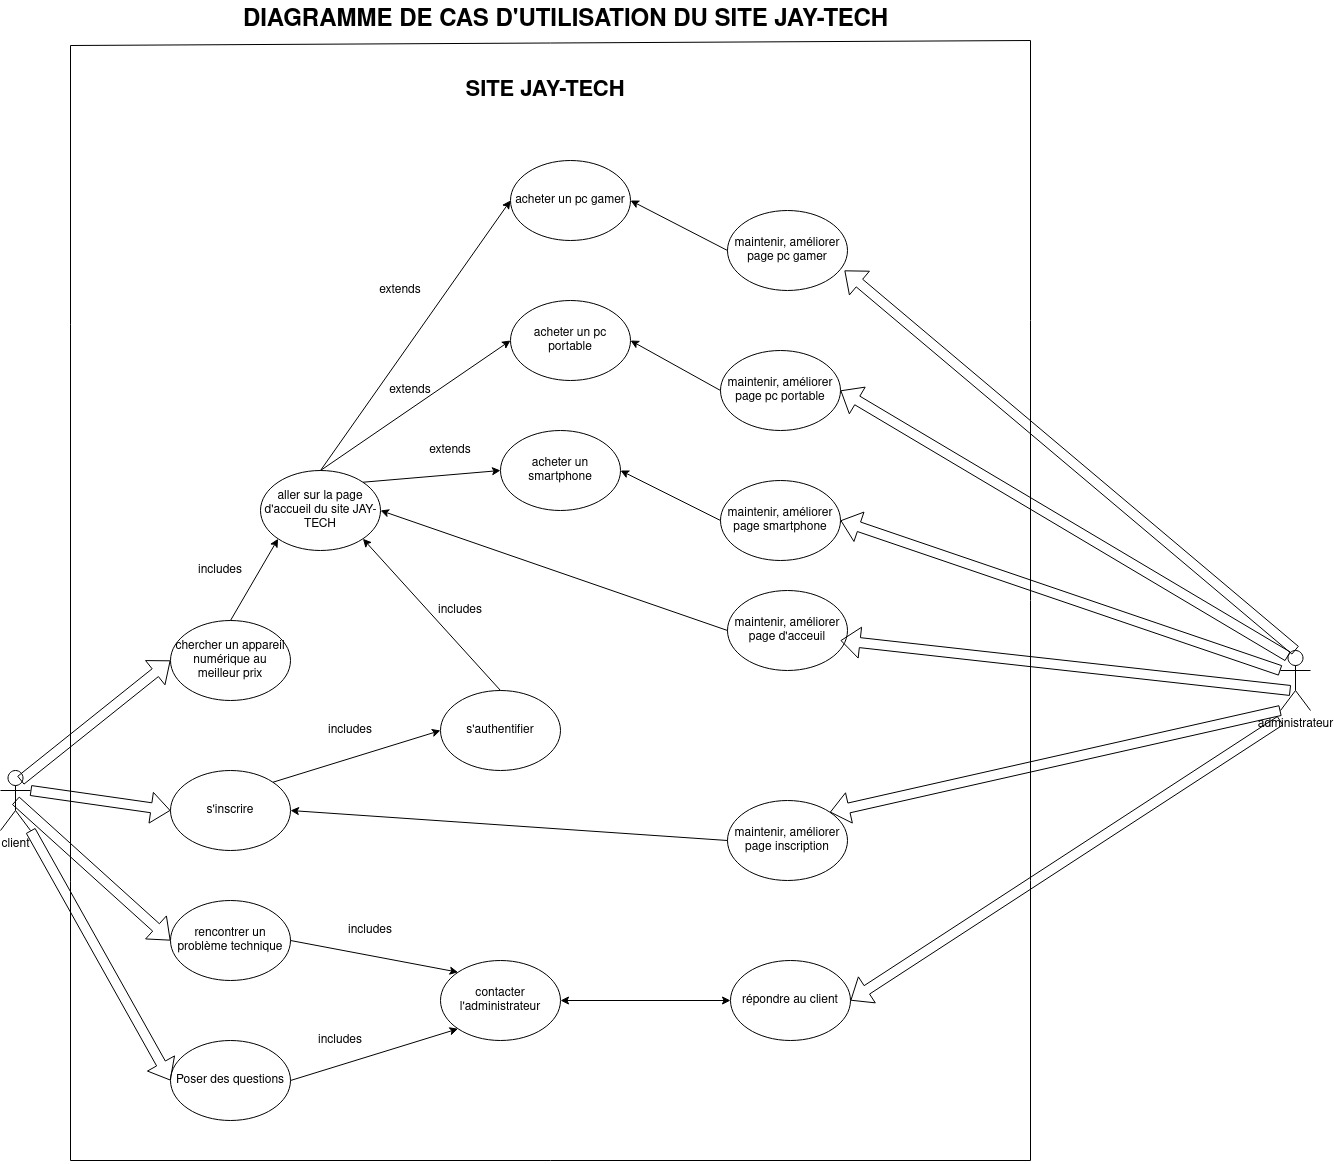 DIAGRAMME DE CAS D'UTILISATION DU SITE JAY-TECH
SITE JAY-TECH
acheter un pc gamer
maintenir, améliorer
page pc gamer
extends
acheter un pc
portable
maintenir, améliorer
page pc portable
extends
extends
acheter un
smartphone
maintenir, améliorer
page smartphone
aller sur la page
d'accueil du site JAY-
TECH
includes
includes
maintenir, améliorer
page d'acceuil
chercher un appareil
numérique au
meilleur prix
administrateur
includes
s'authentifier
s'inscrire
client
maintenir, améliorer
page inscription
rencontrer un
problème technique
includes
contacter
l'administrateur
répondre au client
includes
Poser des questions